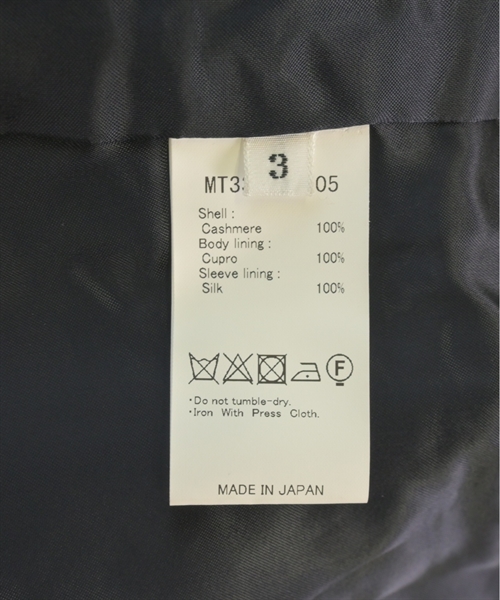 3
MT3 05
Shell :
Cashmere 100%
Body lining :
Cupro 100%
Sleeve lining :
Silk 100%
F
・Do not tumble-dry.
・Iron With Press Cloth.
MADE IN JAPAN